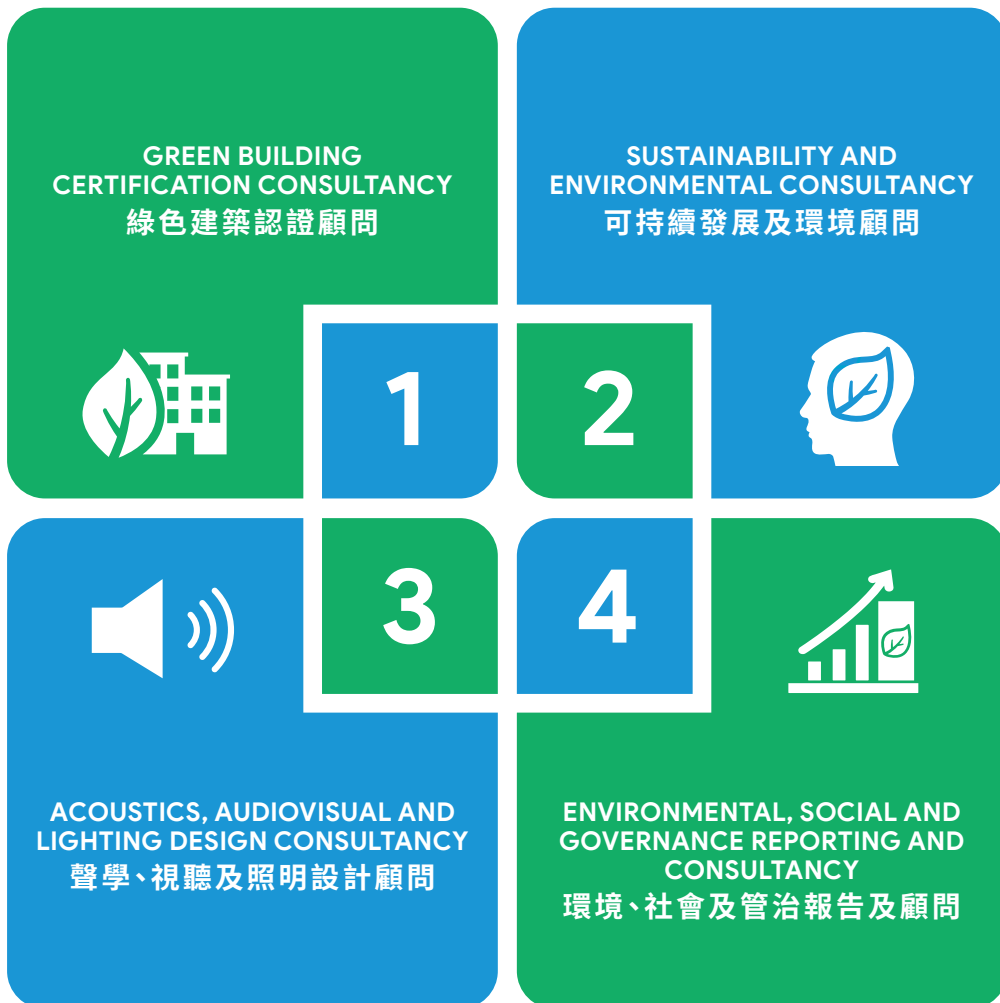 GREEN BUILDING
CERTIFICATION CONSULTANCY
綠色建築認證顧問
1
SUSTAINABILITY AND
ENVIRONMENTAL CONSULTANCY
可持續發展及環境顧問
2
3
ACOUSTICS, AUDIOVISUAL AND
LIGHTING DESIGN CONSULTANCY
聲學、視聽及照明設計顧問
4
ENVIRONMENTAL, SOCIAL AND
GOVERNANCE REPORTING AND
CONSULTANCY
環境、社會及管治報告及顧問